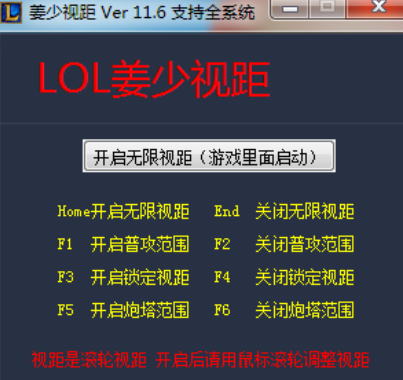 姜少视距 Ver 11.6 支持全系统
LOL姜少视距
开启无限视距（游戏里面启动）
Home开启无限视距 End 关闭无限视距
F1 开启普攻范围 F2 关闭普攻范围
F3 开启锁定视距 F4 关闭锁定视距
F5 开启炮塔范围 F6 关闭炮塔范围
视距是滚轮视距 开启后请用鼠标滚轮调整视距